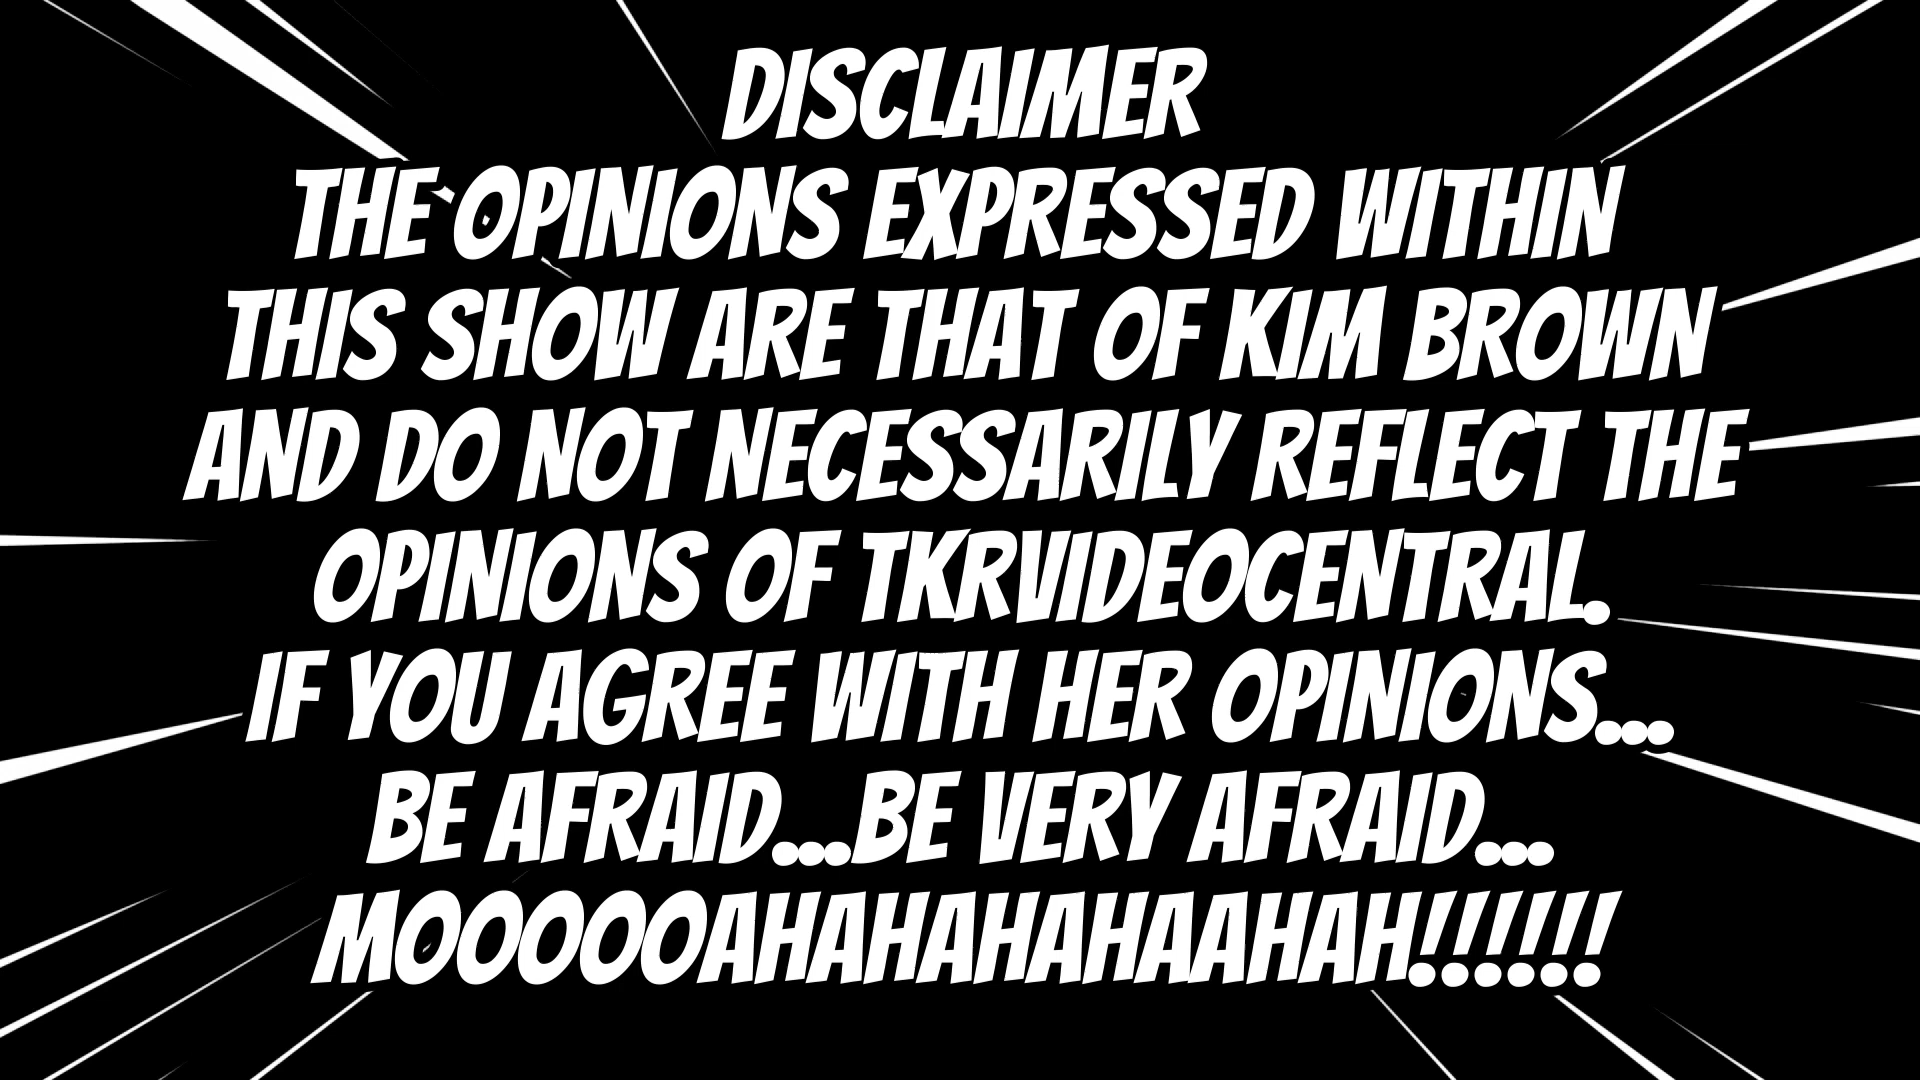 DISCLAIMER
THE OPINIONS EXPRESSED WITHIN
THIS SHOW ARE THAT OF KIM BROWN
AND DO NOT NECESSARILY REFLECT THE
OPINIONS OF TKRVIDEOCENTRAL.
IF YOU AGREE WITH HER OPINIONS...
BE AFRAID...BE VERY AFRAID...
MOOOOOAHAHAHAHAHAAHAH!!!!!!